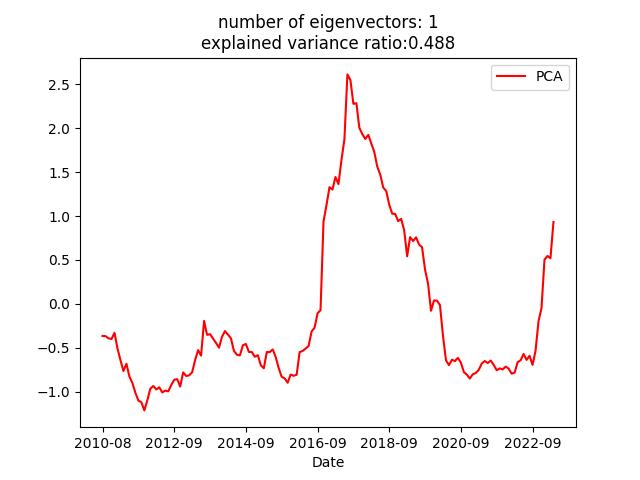 number of eigenvectors: 1
explained variance ratio:0.488
PCA
2.5
2.0
1.5
1.0
0.5
0.0
−0.5
−1.0
2010-08 2012-09 2014-09 2016-09 2018-09 2020-09 2022-09
Date